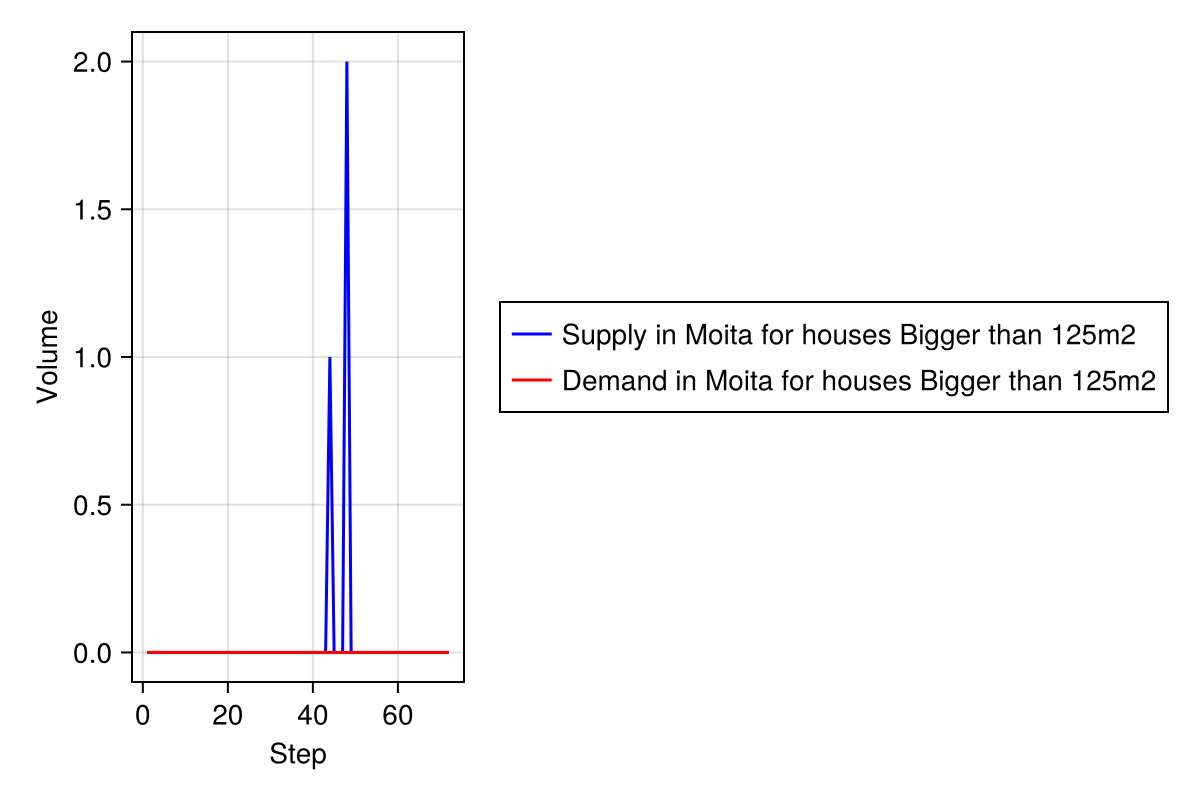 2.0
1.5
1.0
0.5
0.0
Volume
0 20 40 60
Step
Supply in Moita for houses Bigger than 125m2
Demand in Moita for houses Bigger than 125m2